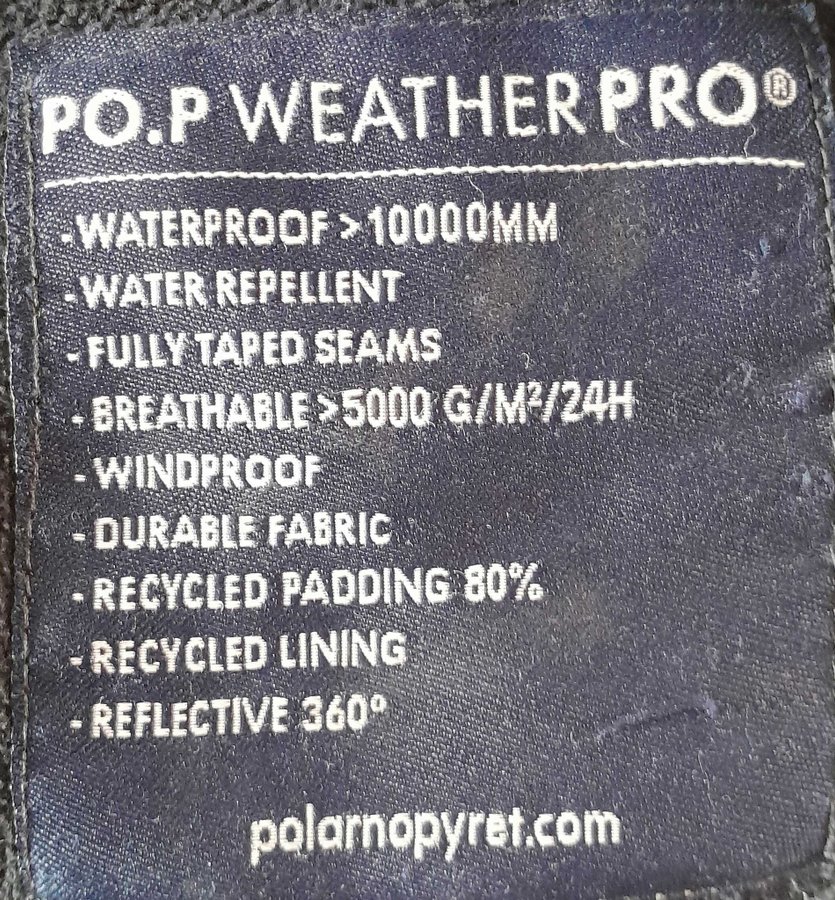 PO.P WEATHERPRO®
-WATERPROOF >10000MM
-WATER REPELLENT
-FULLY TAPED SEAMS
-BREATHABLE >5000 G/M²/24H
-WINDPROOF
-DURABLE FABRIC
-RECYCLED PADDING 80%
-RECYCLED LINING
-REFLECTIVE 360°
polarnopyret.com